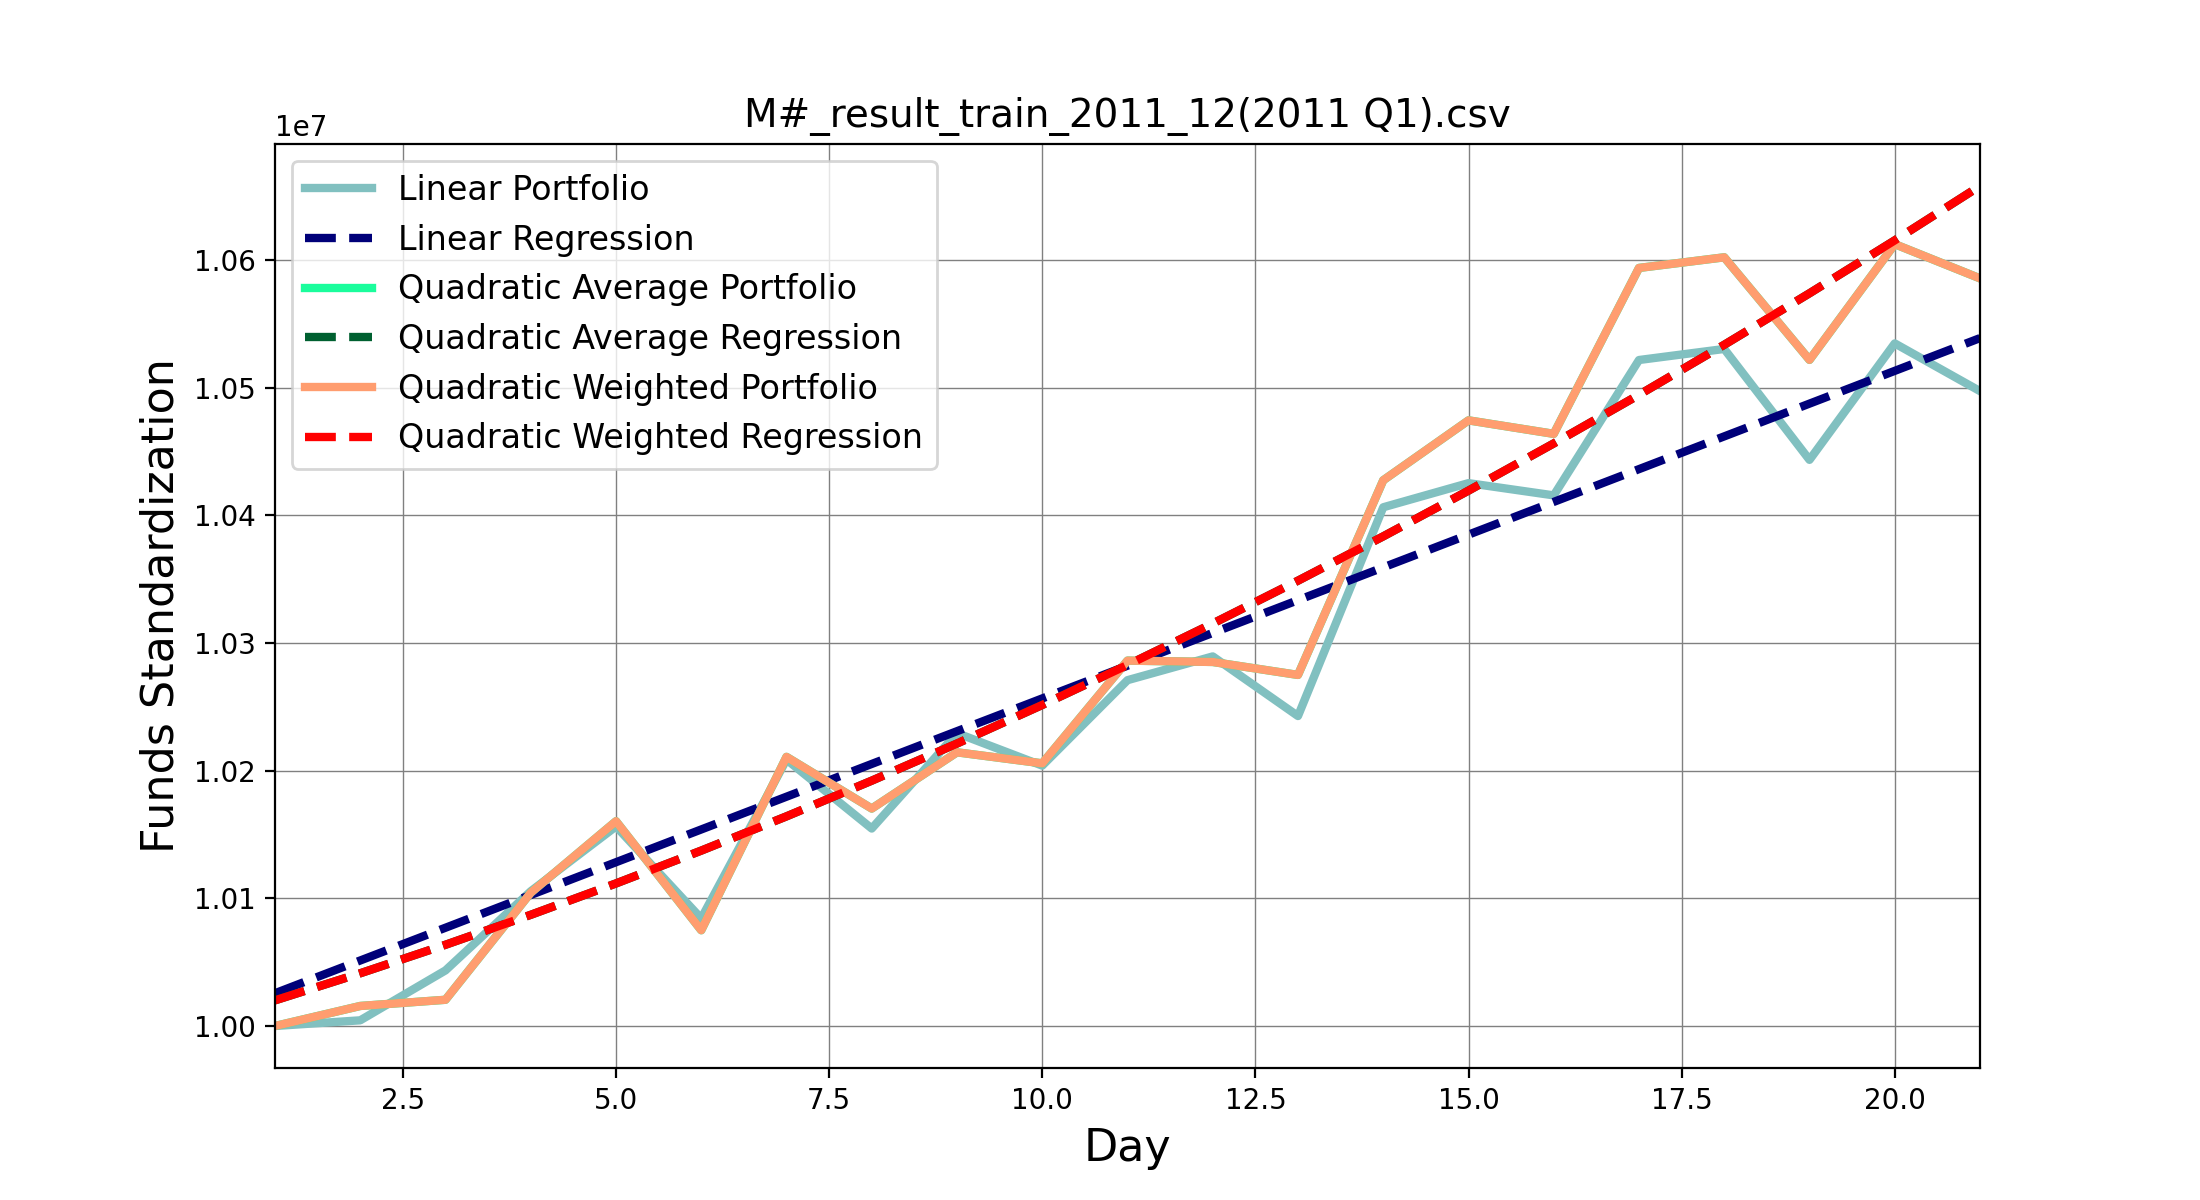 M#_result_train_2011_12(2011 Q1).csv
1e7
Linear Portfolio
Linear Regression
Quadratic Average Portfolio
Quadratic Average Regression
Quadratic Weighted Portfolio
Quadratic Weighted Regression
Funds Standardization
1.06
1.05
1.04
1.03
1.02
1.01
1.00
2.5 5.0 7.5 10.0 12.5 15.0 17.5 20.0
Day